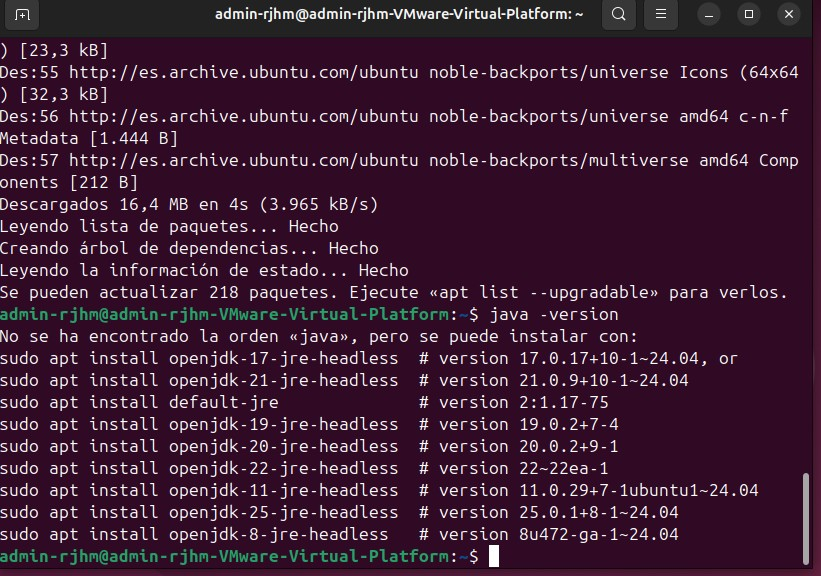 admin-rjhm@admin-rjhm-VMware-Virtual-Platform: ~
) [23,3 kB]
Des:55 http://es.archive.ubuntu.com/ubuntu noble-backports/universe Icons (64x64
) [32,3 kB]
Des:56 http://es.archive.ubuntu.com/ubuntu noble-backports/universe amd64 c-n-f
Metadata [1.444 B]
Des:57 http://es.archive.ubuntu.com/ubuntu noble-backports/multiverse amd64 Comp
onents [212 B]
Descargados 16,4 MB en 4s (3.965 kB/s)
Leyendo lista de paquetes... Hecho
Creando árbol de dependencias... Hecho
Leyendo la información de estado... Hecho
Se pueden actualizar 218 paquetes. Ejecute «apt list --upgradable» para verlos.
admin-rjhm@admin-rjhm-VMware-Virtual-Platform:~$ java -version
No se ha encontrado la orden «java», pero se puede instalar con:
sudo apt install openjdk-17-jre-headless  # version 17.0.17+10-1~24.04, or
sudo apt install openjdk-21-jre-headless  # version 21.0.9+10-1~24.04
sudo apt install default-jre              # version 2:1.17-75
sudo apt install openjdk-19-jre-headless  # version 19.0.2+7-4
sudo apt install openjdk-20-jre-headless  # version 20.0.2+9-1
sudo apt install openjdk-22-jre-headless  # version 22~22ea-1
sudo apt install openjdk-11-jre-headless  # version 11.0.29+7-1ubuntu1~24.04
sudo apt install openjdk-25-jre-headless  # version 25.0.1+8-1~24.04
sudo apt install openjdk-8-jre-headless   # version 8u472-ga-1~24.04
admin-rjhm@admin-rjhm-VMware-Virtual-Platform:~$